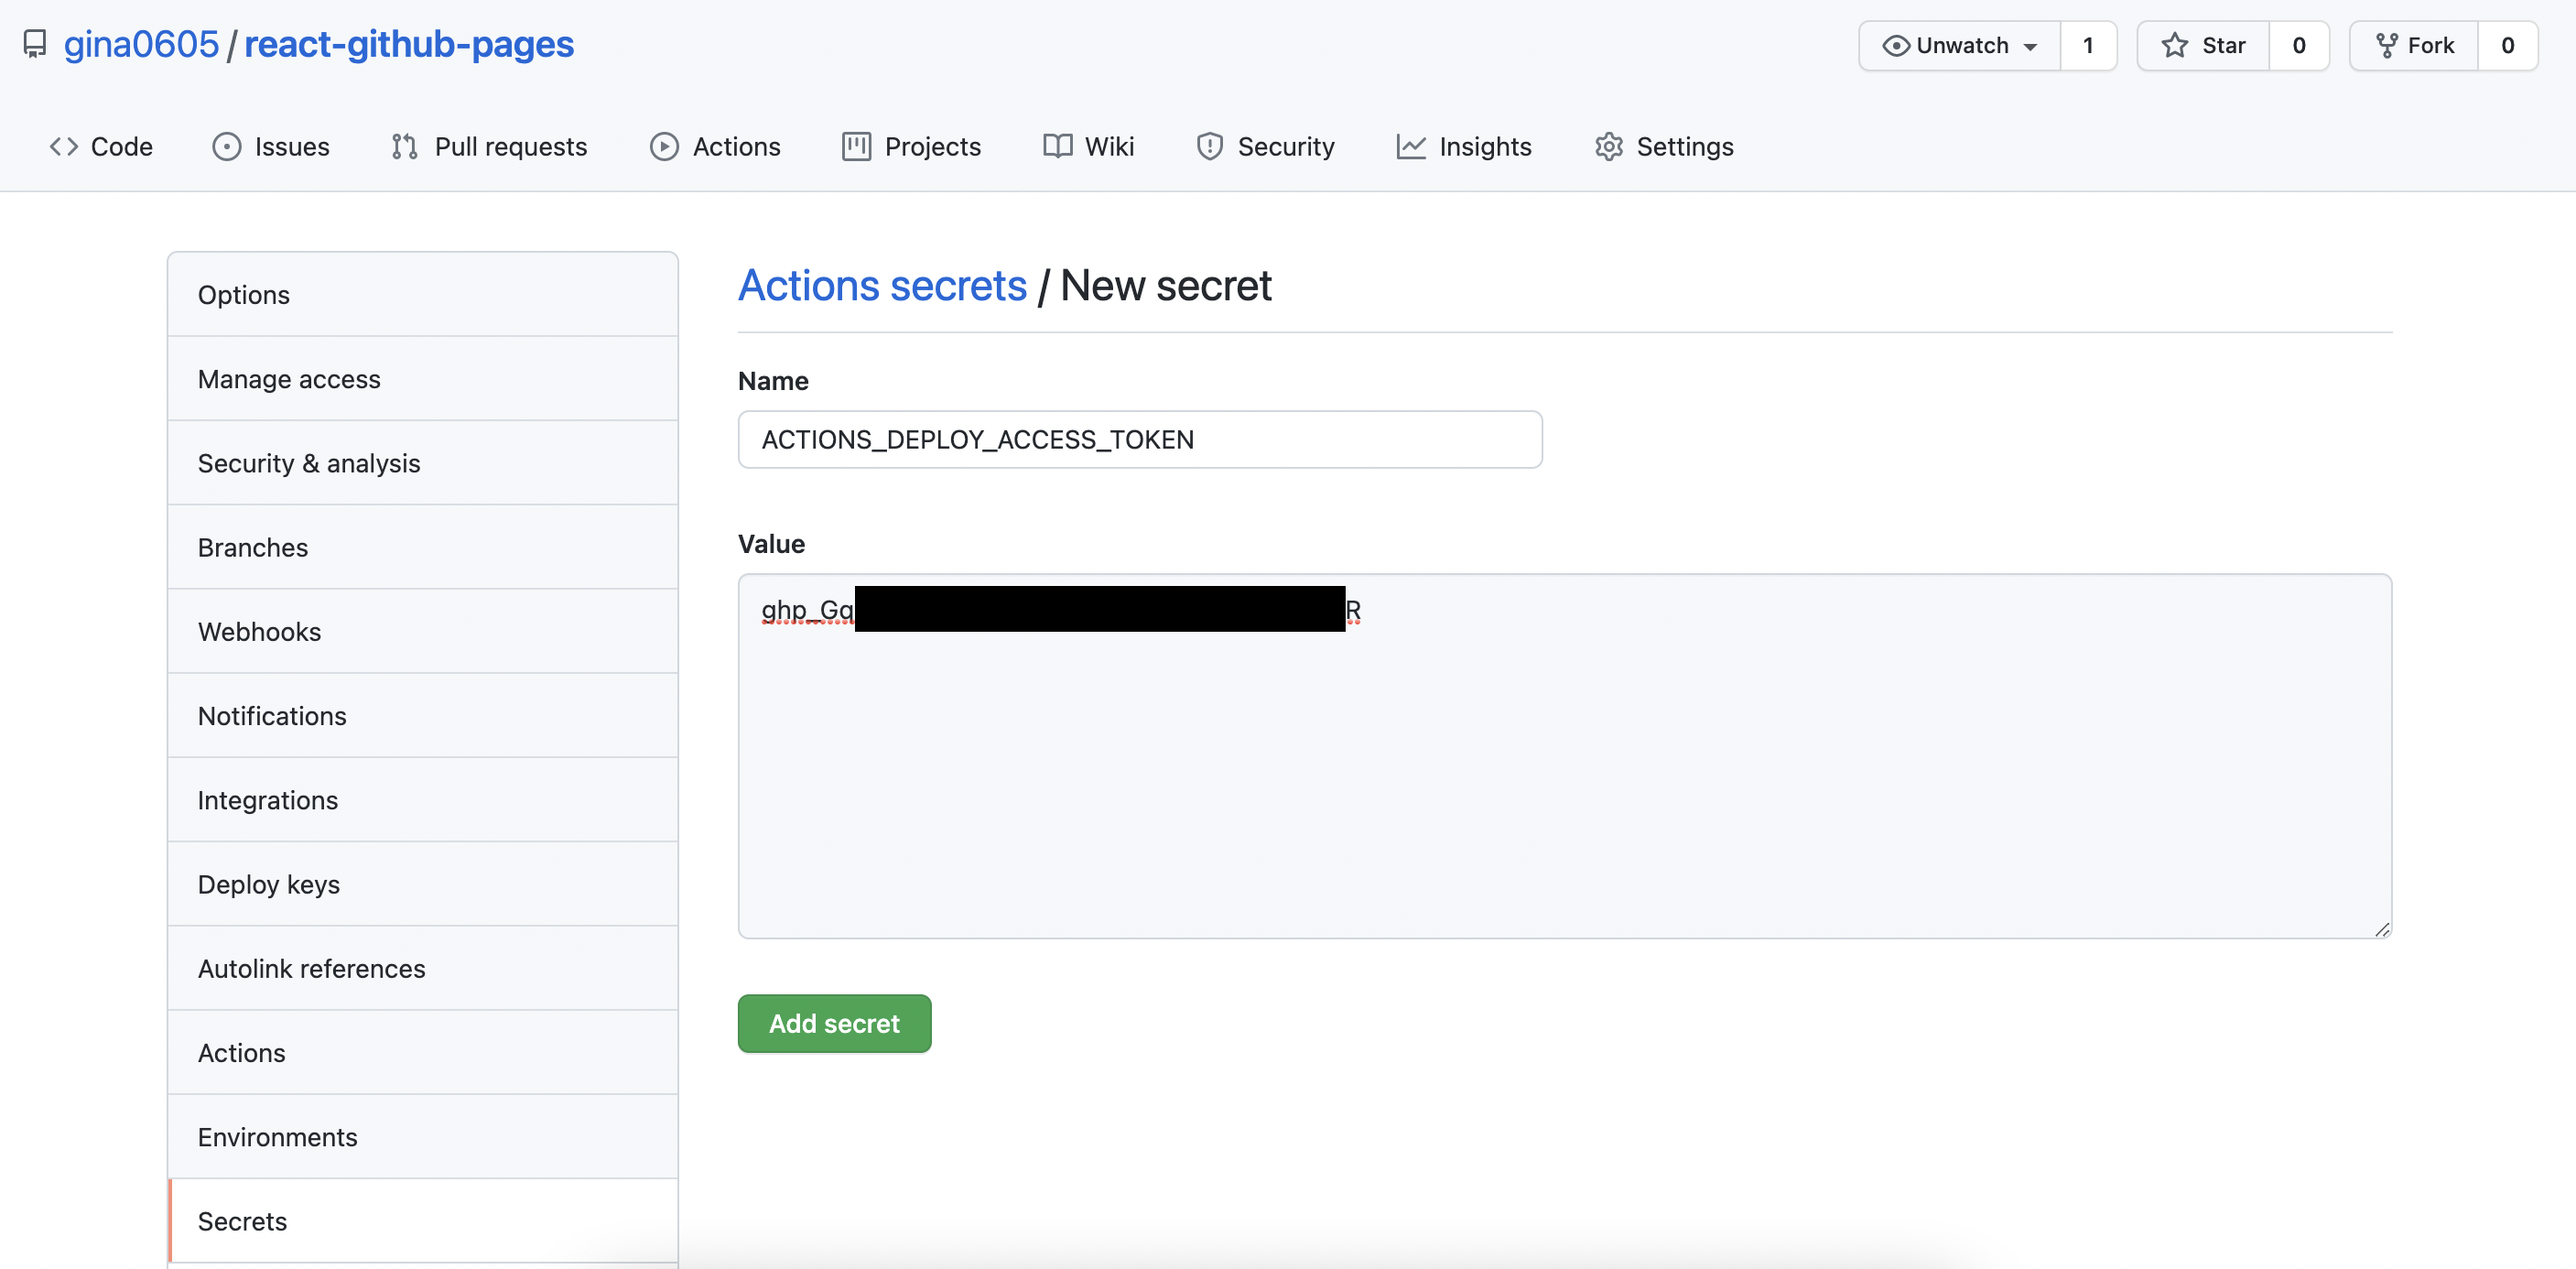 gina0605 / react-github-pages
Unwatch 1 Star 0 Fork 0
Code Issues Pull requests Actions Projects Wiki Security Insights Settings
Options
Manage access
Security & analysis
Branches
Webhooks
Notifications
Integrations
Deploy keys
Autolink references
Actions
Environments
Secrets
Actions secrets / New secret
Name
ACTIONS_DEPLOY_ACCESS_TOKEN
Value
ghp_Gq R
Add secret